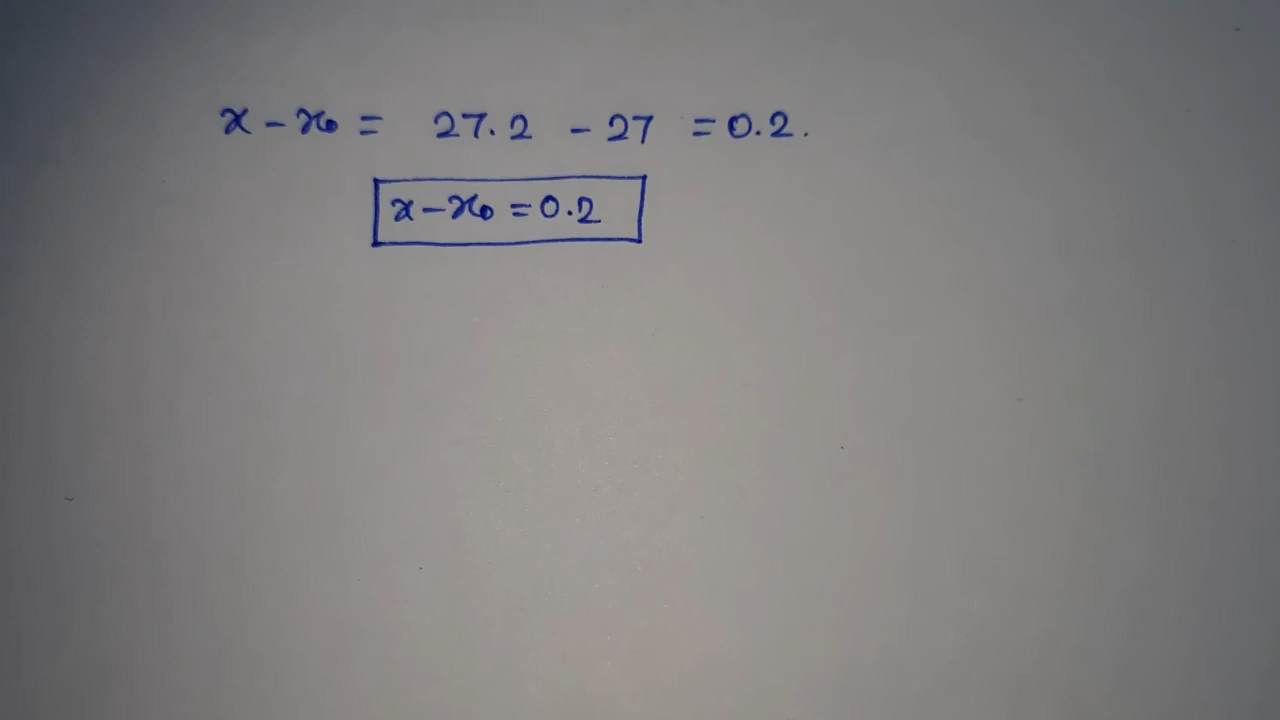 x - x₀ = 27.2 - 27 = 0.2.
x - x₀ = 0.2